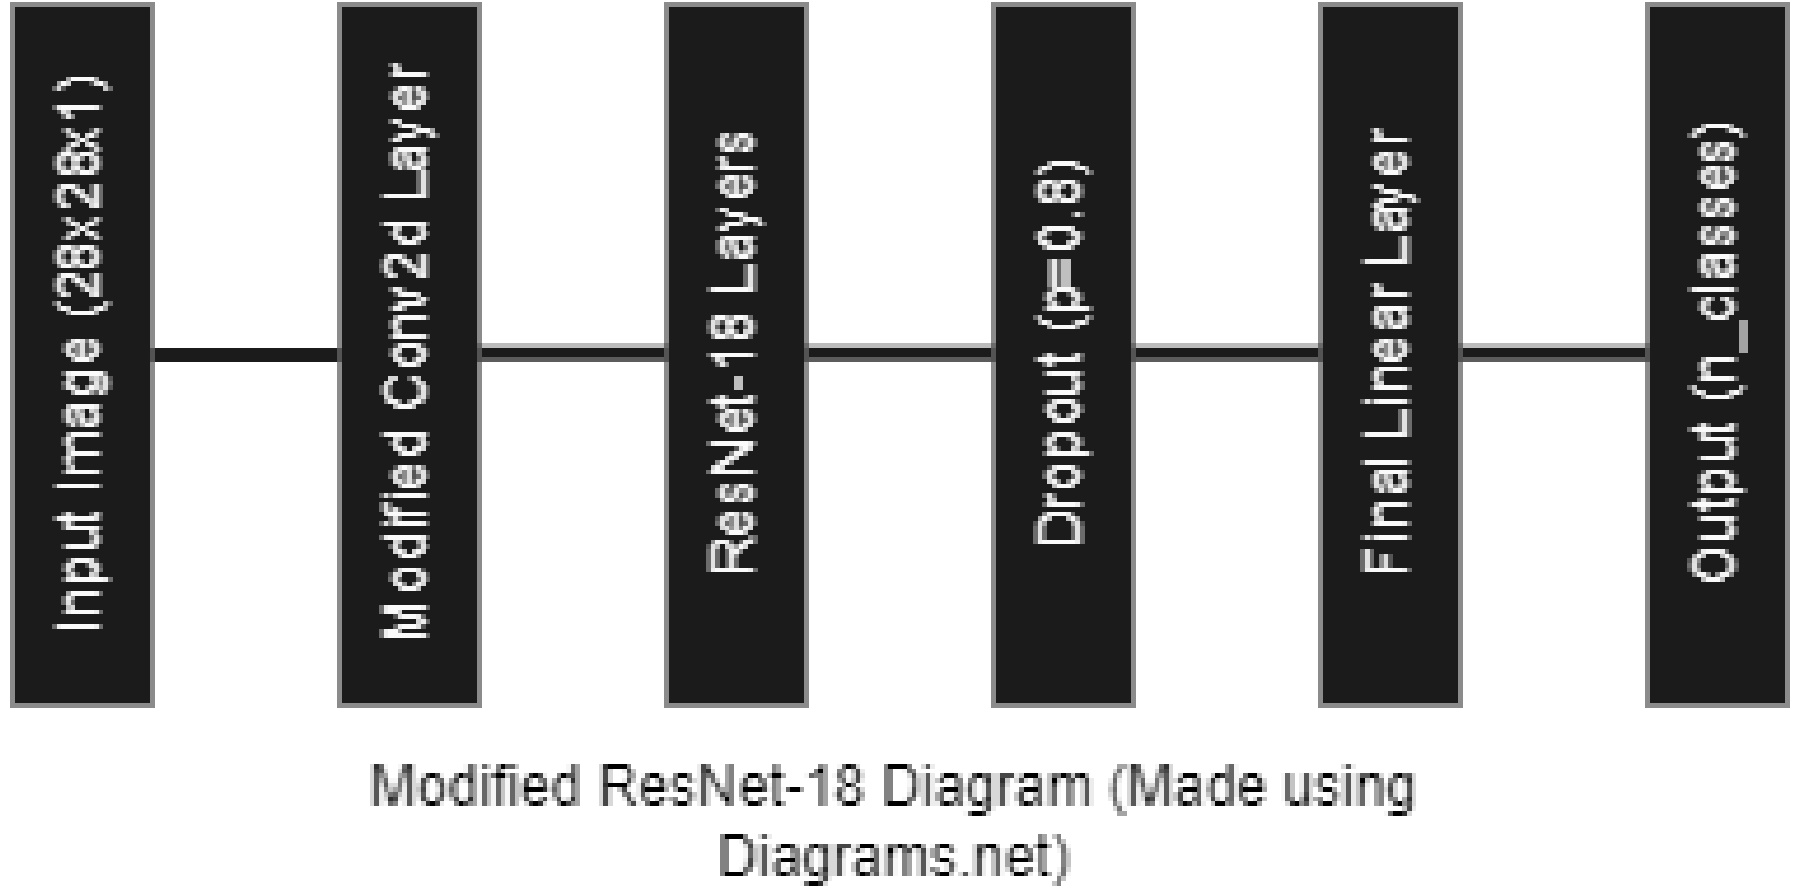 Input Image (28x28x1)
Modified Conv2d Layer
ResNet-18 Layers
Dropout (p=0.8)
Final Linear Layer
Output (n_classes)
Modified ResNet-18 Diagram (Made using
Diagrams.net)